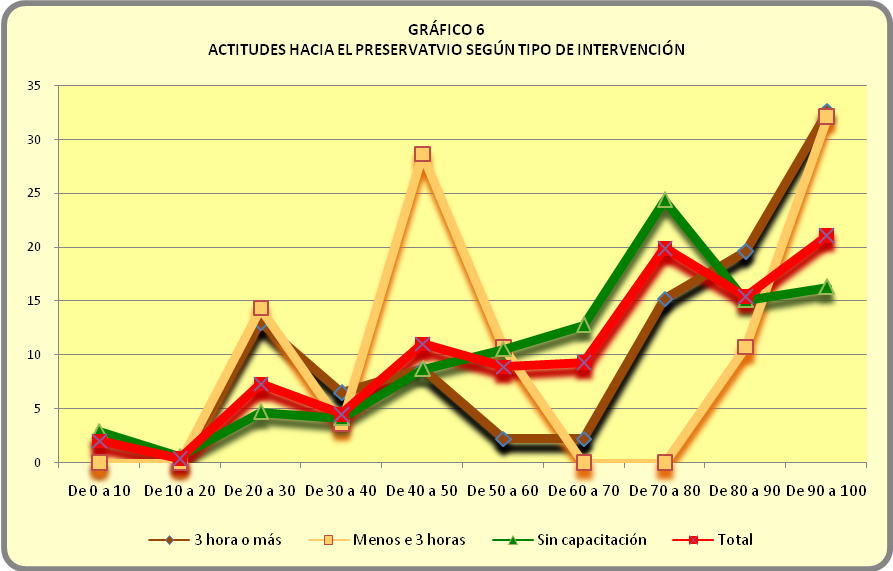 GRÁFICO 6
ACTITUDES HACIA EL PRESERVATVIO SEGÚN TIPO DE INTERVENCIÓN
35
30
25
20
15
10
5
0
De 0 a 10 De 10 a 20 De 20 a 30 De 30 a 40 De 40 a 50 De 50 a 60 De 60 a 70 De 70 a 80 De 80 a 90 De 90 a 100
3 hora o más Menos e 3 horas Sin capacitación Total